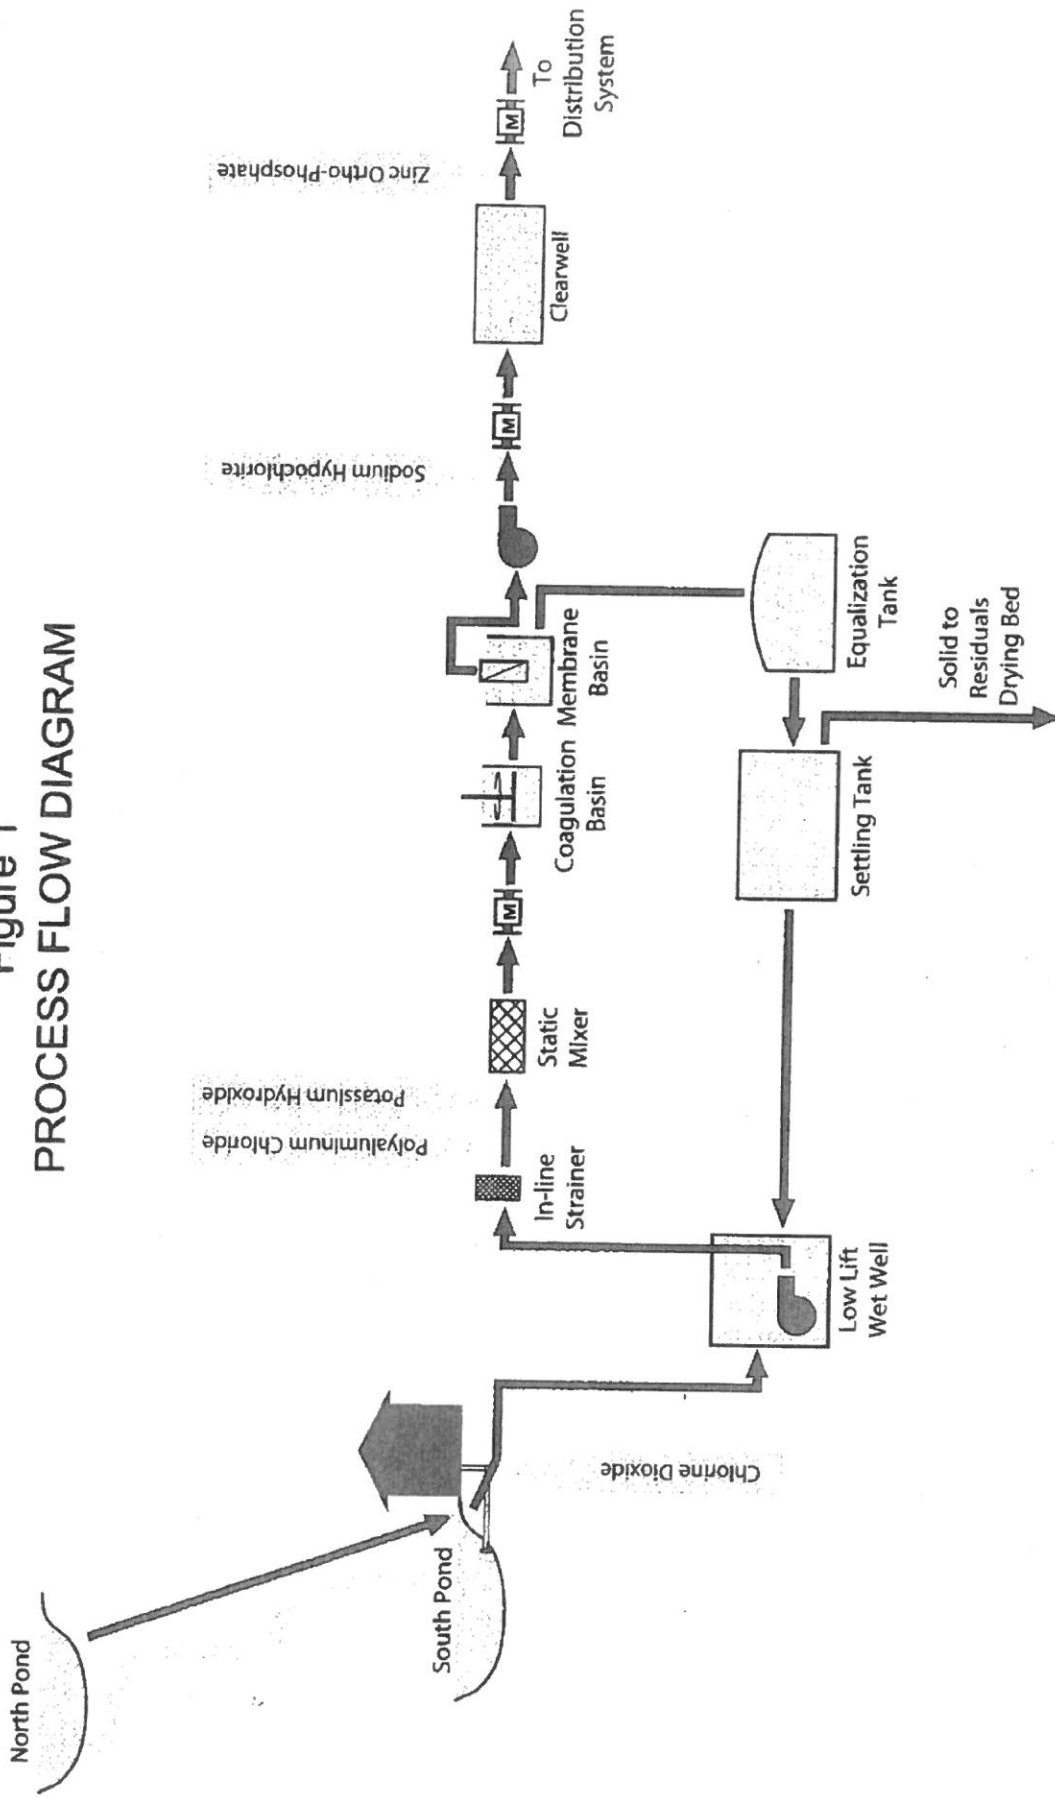 Figure 1
PROCESS FLOW DIAGRAM
North Pond
South Pond
Chlorine Dioxide
Low Lift
Wet Well
In-line
Strainer
Polyaluminum Chloride
Potassium Hydroxide
Static
Mixer
M
Coagulation
Basin
Membrane
Basin
Sodium Hypochlorite
M
Clearwell
Zinc Ortho-Phosphate
M
To
Distribution
System
Equalization
Tank
Settling Tank
Solid to
Residuals
Drying Bed